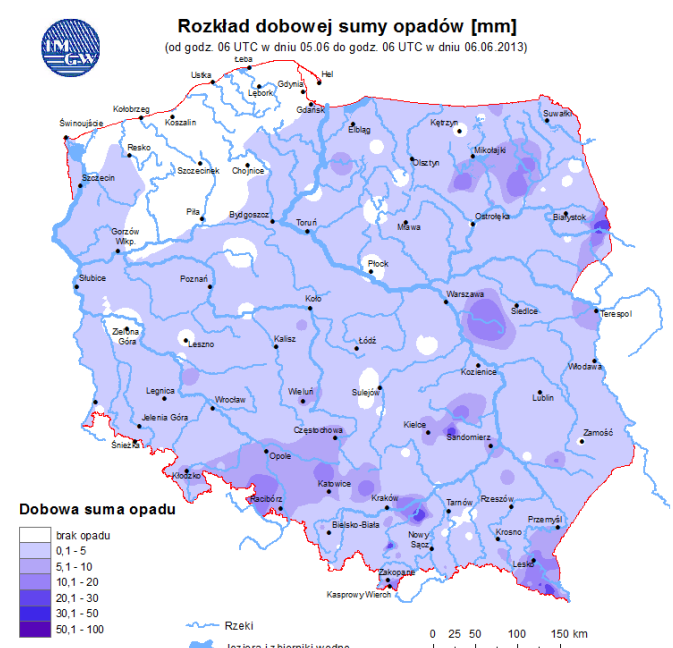 Rozkład dobowej sumy opadów [mm]
(od godz. 06 UTC w dniu 05.06 do godz. 06 UTC w dniu 06.06.2013)
IM
GW
Łeba
Ustka
Hel
Gdynia
Lębork
Kołobrzeg
Gdańsk
Koszalin
Suwałki
Świnoujście
Elbląg
Kętrzyn
Resko
Mikołajki
Olsztyn
Szczecinek
Chojnice
Szczecin
Piła
Bydgoszcz
Toruń
Ostrołęka
Białystok
Mława
Gorzów
Wlkp.
Płock
Słubice
Poznań
Koło
Warszawa
Siedlce
Terespol
Zielona
Góra
Leszno
Kalisz
Łódź
Kozienice
Włodawa
Legnica
Wieluń
Sulejów
Lublin
Wrocław
Jelenia Góra
Częstochowa
Kielce
Sandomierz
Zamość
Śnieżka
Opole
Kłodzko
Katowice
Racibórz
Kraków
Tarnów
Rzeszów
Przemyśl
Bielsko-Biała
Nowy
Sącz
Krosno
Lesko
Zakopane
Kasprowy Wierch
Dobowa suma opadu
brak opadu
0,1 - 5
5,1 - 10
10,1 - 20
20,1 - 30
30,1 - 50
50,1 - 100
Rzeki
Jeziora i zbiorniki wodne
0 25 50 100 150 km